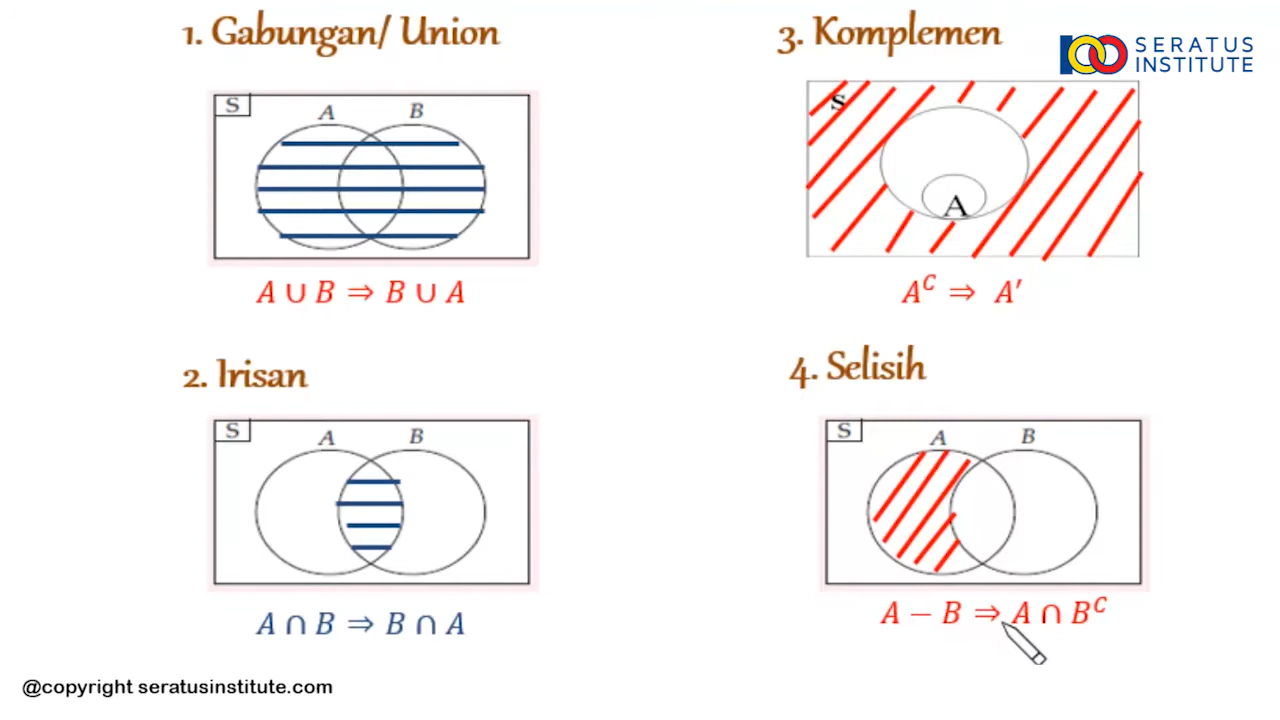 1. Gabungan/ Union
S
A
B
A ∪ B ⇒ B ∪ A
2. Irisan
S
A
B
A ∩ B ⇒ B ∩ A
3. Komplemen
SERATUS
INSTITUTE
S
A
A^C ⇒ A'
4. Selisih
S
A
B
A − B ⇒ A ∩ B^C
@copyright seratusinstitute.com